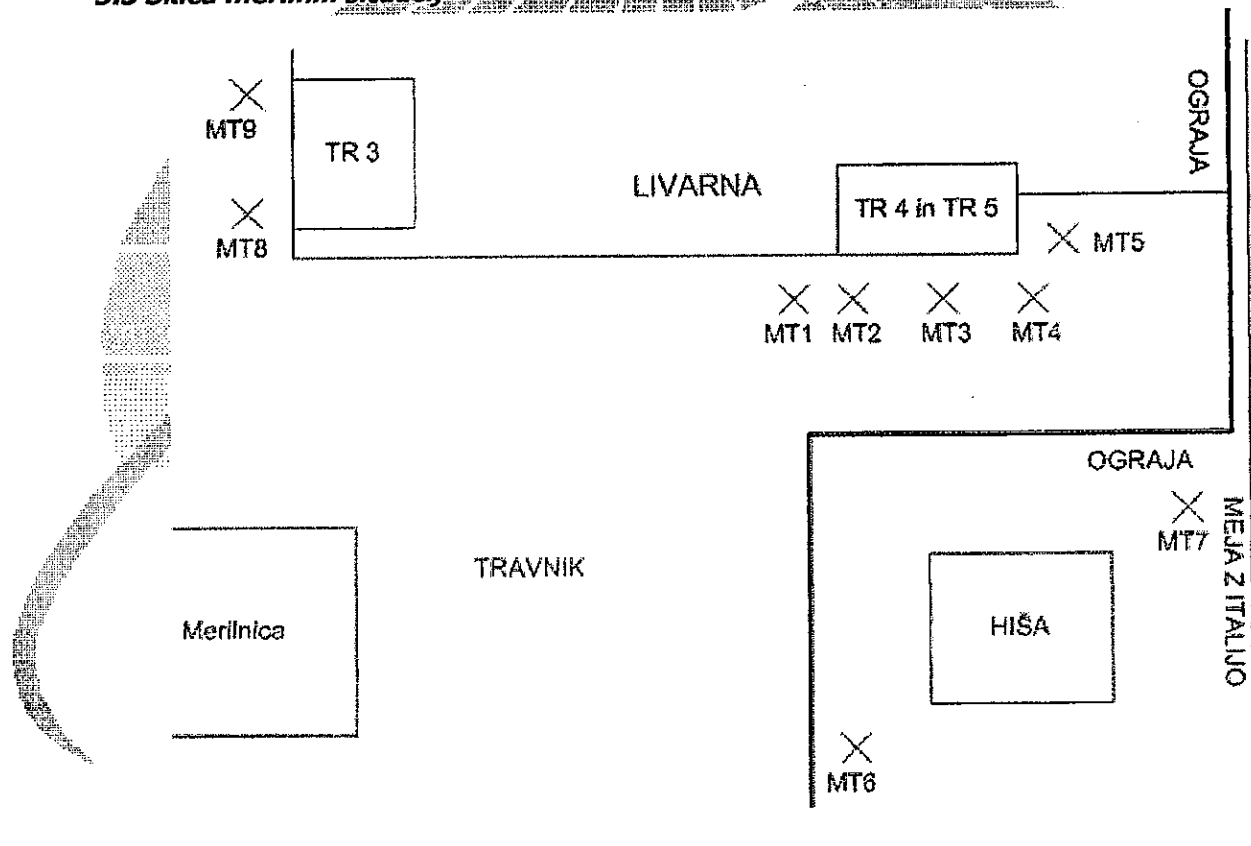 OGRAJA
MT9
TR 3
LIVARNA
TR 4 in TR 5
MT8
MT5
MT1 MT2 MT3 MT4
OGRAJA
MT7
MEJA Z ITALIJO
TRAVNIK
Merilnica
HIŠA
MT6